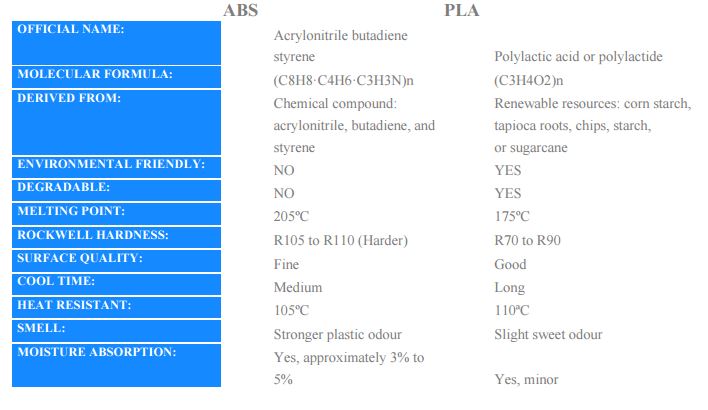 ABS PLA
OFFICIAL NAME: Acrylonitrile butadiene
styrene Polylactic acid or polylactide
MOLECULAR FORMULA: (C8H8·C4H6·C3H3N)n (C3H4O2)n
DERIVED FROM: Chemical compound: Renewable resources: corn starch,
acrylonitrile, butadiene, and tapioca roots, chips, starch,
styrene or sugarcane
ENVIRONMENTAL FRIENDLY: NO YES
DEGRADABLE: NO YES
MELTING POINT: 205ºC 175ºC
ROCKWELL HARDNESS: R105 to R110 (Harder) R70 to R90
SURFACE QUALITY: Fine Good
COOL TIME: Medium Long
HEAT RESISTANT: 105ºC 110ªC
SMELL: Stronger plastic odour Slight sweet odour
MOISTURE ABSORPTION: Yes, approximately 3% to
5% Yes, minor